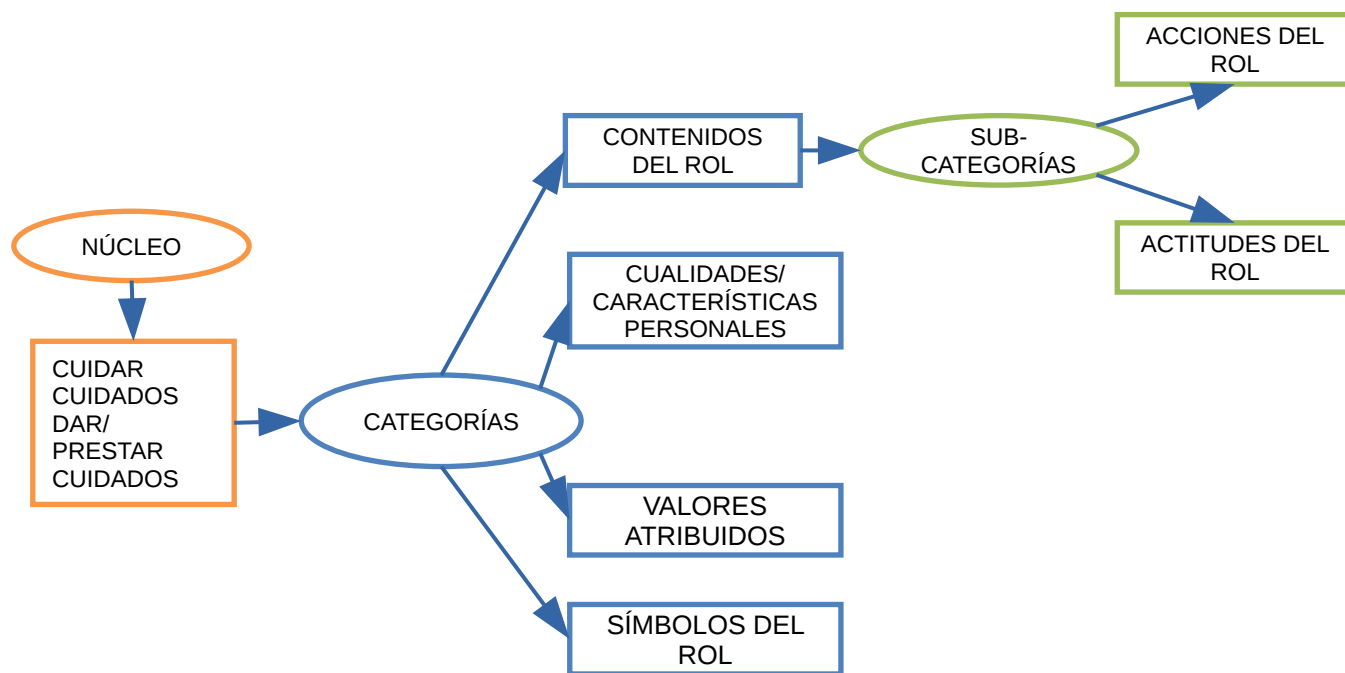 NÚCLEO
CUIDAR
CUIDADOS
DAR/
PRESTAR
CUIDADOS
CATEGORÍAS
CONTENIDOS
DEL ROL
CUALIDADES/
CARACTERÍSTICAS
PERSONALES
VALORES
ATRIBUIDOS
SÍMBOLOS DEL
ROL
SUB-
CATEGORÍAS
ACCIONES DEL
ROL
ACTITUDES DEL
ROL